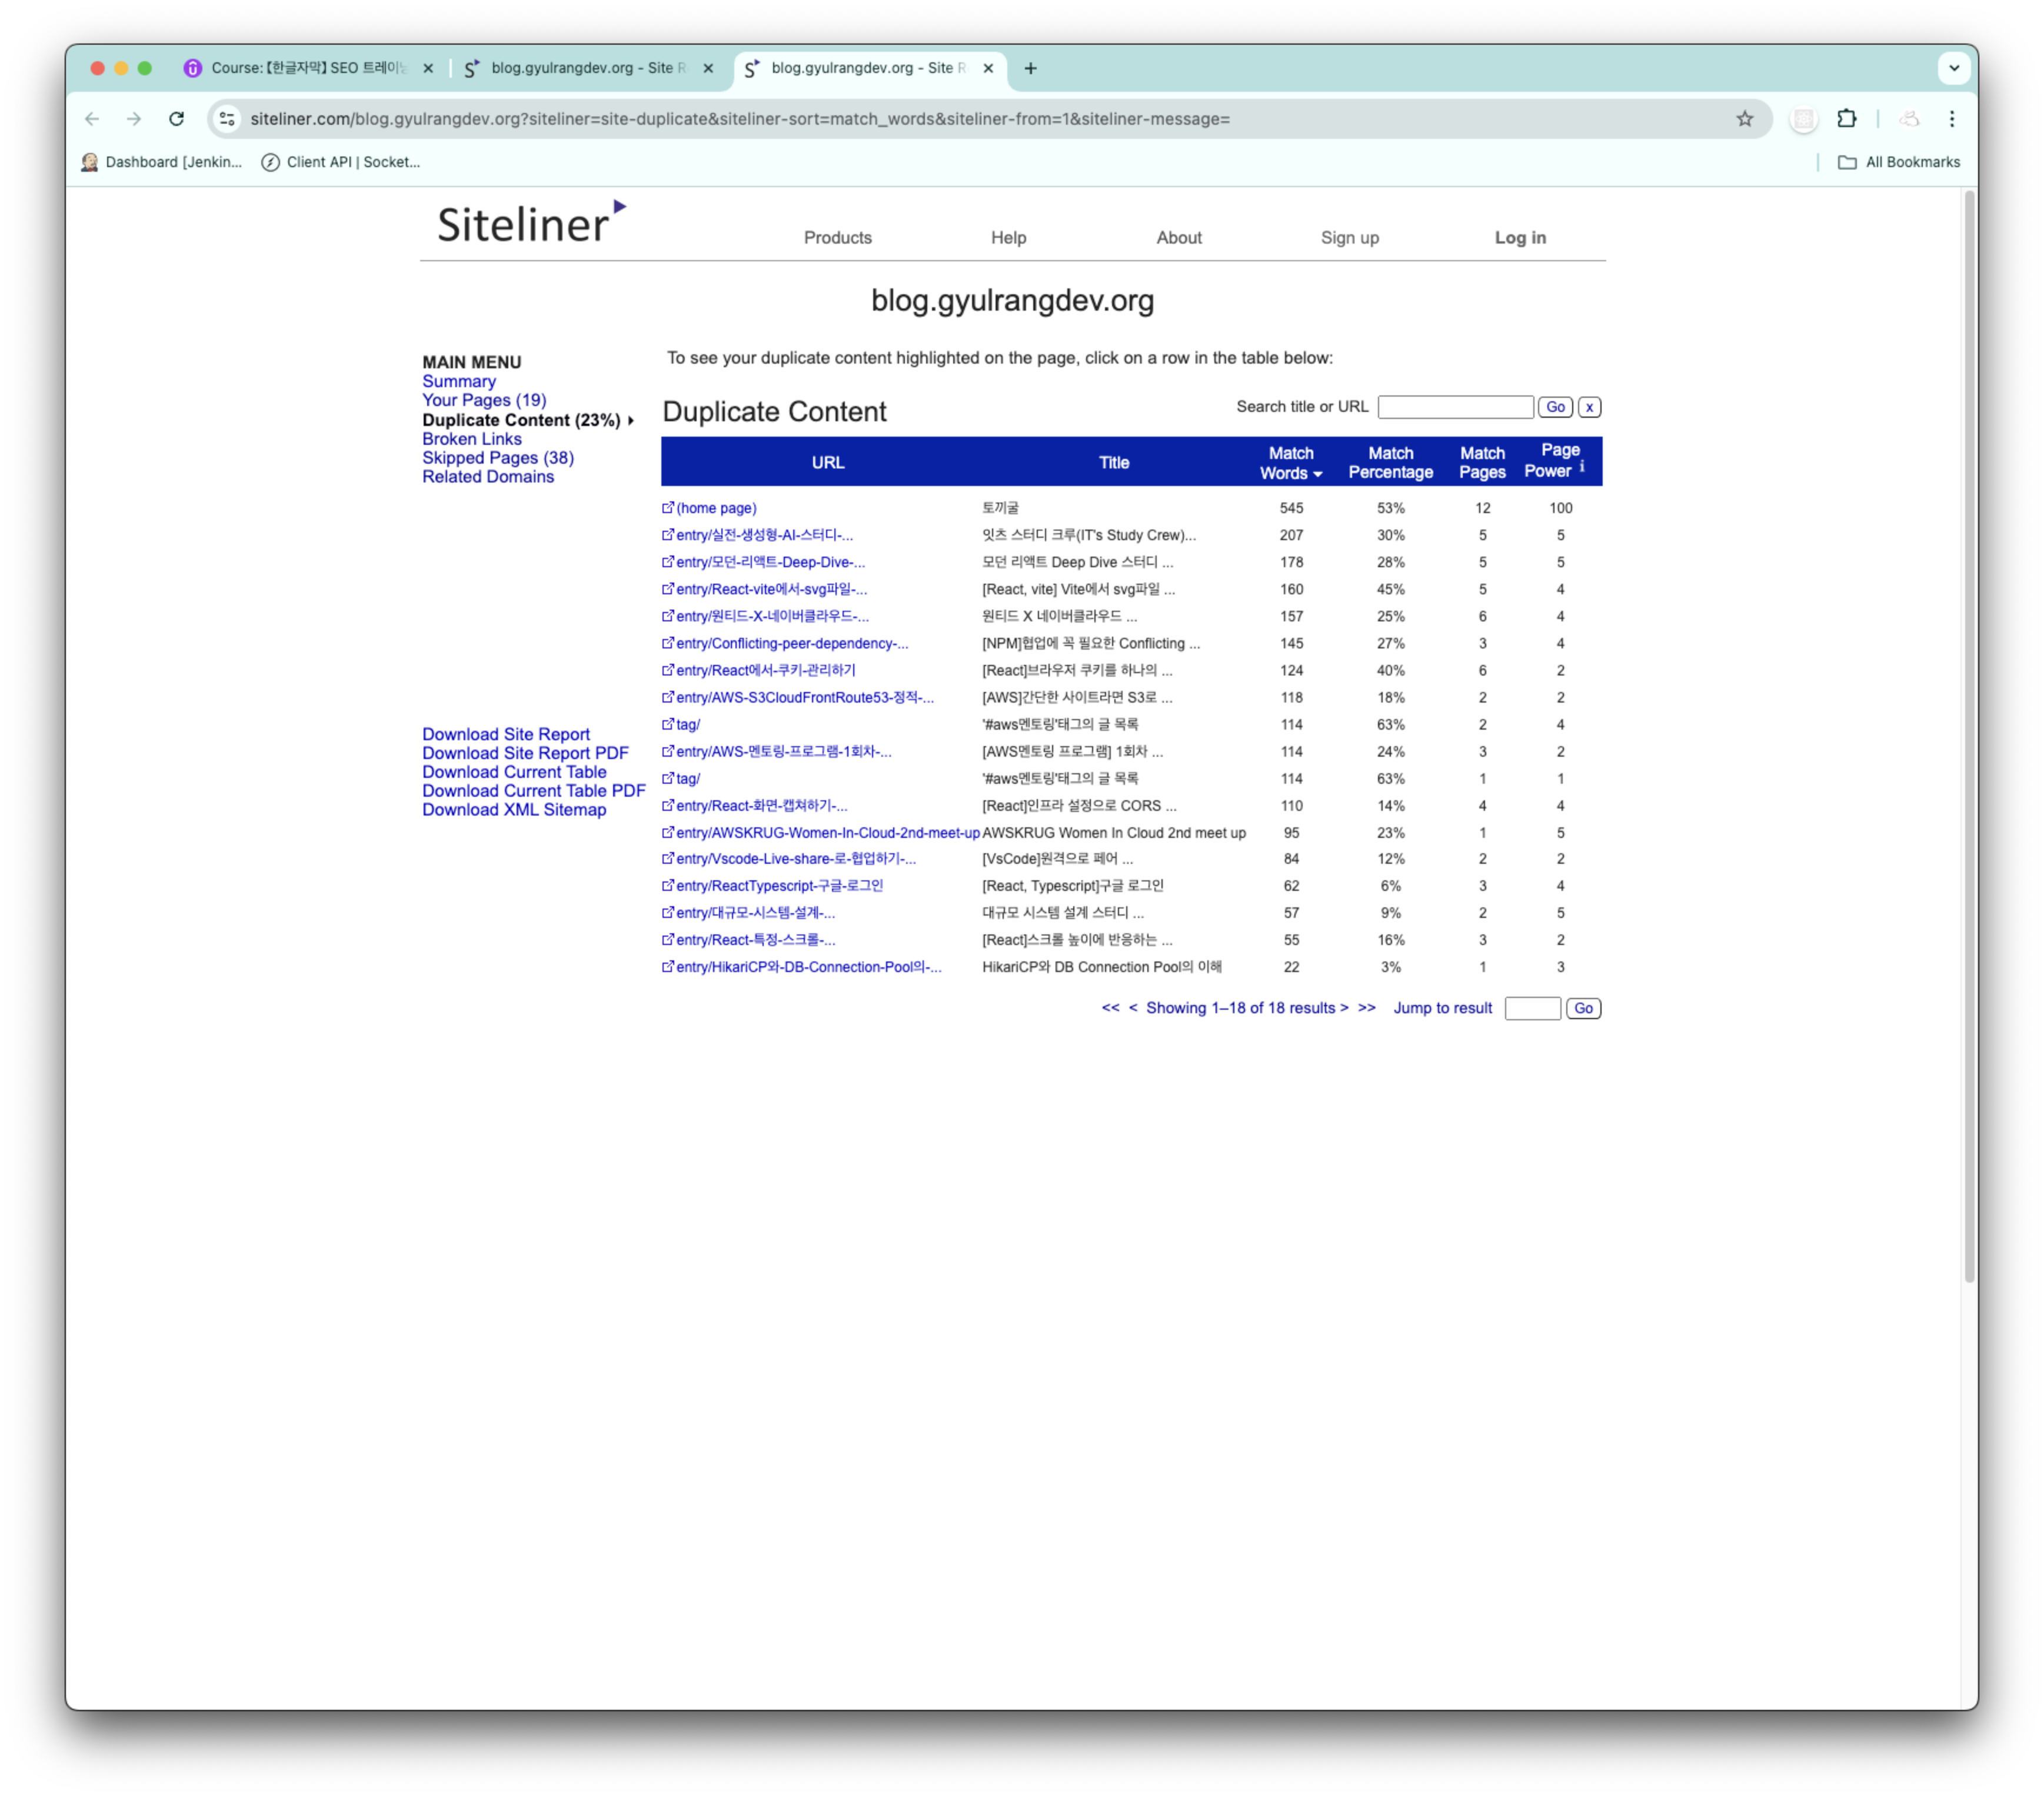 Course: 【한글자막】 SEO 트레이닝
blog.gyulrangdev.org - Site R
blog.gyulrangdev.org - Site R
siteliner.com/blog.gyulrangdev.org?siteliner=site-duplicate&siteliner-sort=match_words&siteliner-from=1&siteliner-message=
Dashboard [Jenkin...
Client API | Socket...
All Bookmarks
Siteliner
Products
Help
About
Sign up
Log in
blog.gyulrangdev.org
MAIN MENU
Summary
Your Pages (19)
Duplicate Content (23%)
Broken Links
Skipped Pages (38)
Related Domains
Download Site Report
Download Site Report PDF
Download Current Table
Download Current Table PDF
Download XML Sitemap
To see your duplicate content highlighted on the page, click on a row in the table below:
Duplicate Content
Search title or URL Go x
URL Title Match Words Match Percentage Match Pages Page Power i
(home page) 토끼굴 545 53% 12 100
entry/실전-생성형-AI-스터디-... 잇츠 스터디 크루(IT's Study Crew)... 207 30% 5 5
entry/모던-리액트-Deep-Dive-... 모던 리액트 Deep Dive 스터디 ... 178 28% 5 5
entry/React-vite에서-svg파일-... [React, vite] Vite에서 svg파일 ... 160 45% 5 4
entry/원티드-X-네이버클라우드-... 원티드 X 네이버클라우드 ... 157 25% 6 4
entry/Conflicting-peer-dependency-... [NPM]협업에 꼭 필요한 Conflicting ... 145 27% 3 4
entry/React에서-쿠키-관리하기 [React]브라우저 쿠키를 하나의 ... 124 40% 6 2
entry/AWS-S3CloudFrontRoute53-정적-... [AWS]간단한 사이트라면 S3로 ... 118 18% 2 2
tag/ '#aws멘토링'태그의 글 목록 114 63% 2 4
entry/AWS-멘토링-프로그램-1회차-... [AWS멘토링 프로그램] 1회차 ... 114 24% 3 2
tag/ '#aws멘토링'태그의 글 목록 114 63% 1 1
entry/React-화면-캡쳐하기-... [React]인프라 설정으로 CORS ... 110 14% 4 4
entry/AWSKRUG-Women-In-Cloud-2nd-meet-up AWSKRUG Women In Cloud 2nd meet up 95 23% 1 5
entry/Vscode-Live-share-로-협업하기-... [VsCode]원격으로 페어 ... 84 12% 2 2
entry/ReactTypescript-구글-로그인 [React, Typescript]구글 로그인 62 6% 3 4
entry/대규모-시스템-설계-... 대규모 시스템 설계 스터디 ... 57 9% 2 5
entry/React-특정-스크롤-... [React]스크롤 높이에 반응하는 ... 55 16% 3 2
entry/HikariCP와-DB-Connection-Pool의-... HikariCP와 DB Connection Pool의 이해 22 3% 1 3
<< < Showing 1–18 of 18 results > >> Jump to result Go